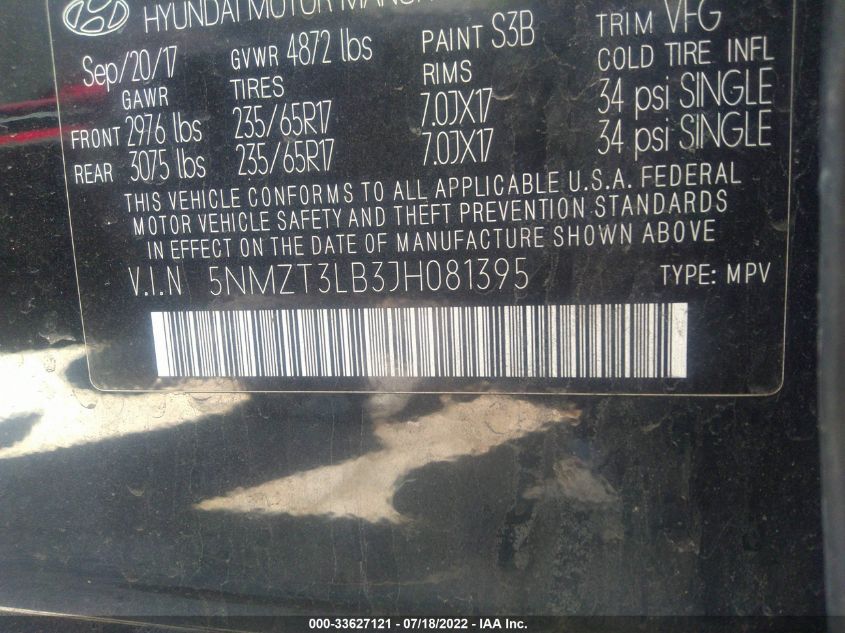 HYUNDAI MOTOR
Sep/20/17 GVWR 4872 lbs PAINT S3B TRIM VFG
GAWR TIRES RIMS COLD TIRE INFL
FRONT 2976 lbs 235/65R17 7.0JX17 34 psi SINGLE
REAR 3075 lbs 235/65R17 7.0JX17 34 psi SINGLE
THIS VEHICLE CONFORMS TO ALL APPLICABLE U.S.A. FEDERAL
MOTOR VEHICLE SAFETY AND THEFT PREVENTION STANDARDS
IN EFFECT ON THE DATE OF MANUFACTURE SHOWN ABOVE
V.I.N 5NMZT3LB3JH081395 TYPE: MPV
000-33627121 - 07/18/2022 - IAA Inc.